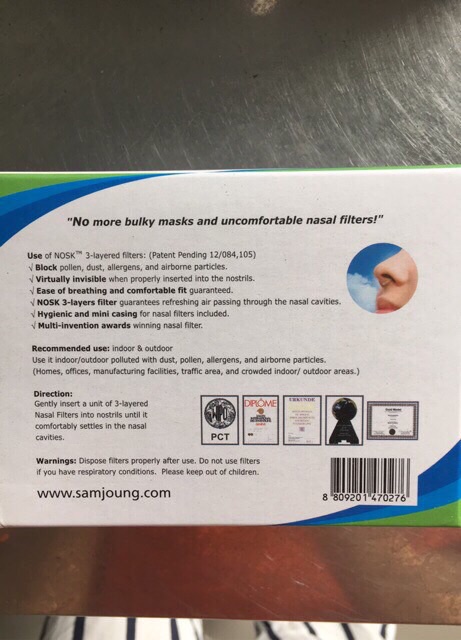 "No more bulky masks and uncomfortable nasal filters!"
Use of NOSK™ 3-layered filters: (Patent Pending 12/084,105)
√ Block pollen, dust, allergens, and airborne particles.
√ Virtually invisible when properly inserted into the nostrils.
√ Ease of breathing and comfortable fit guaranteed.
√ NOSK 3-layers filter guarantees refreshing air passing through the nasal cavities.
√ Hygienic and mini casing for nasal filters included.
√ Multi-invention awards winning nasal filter.
Recommended use: indoor & outdoor
Use it indoor/outdoor polluted with dust, pollen, allergens, and airborne particles.
(Homes, offices, manufacturing facilities, traffic area, and crowded indoor/ outdoor areas.)
Direction:
Gently insert a unit of 3-layered
Nasal Filters into nostrils until it
comfortably settles in the nasal
cavities.
PCT
DIPLÔME
URKUNDE
Warnings: Dispose filters properly after use. Do not use filters
if you have respiratory conditions. Please keep out of children.
www.samjoung.com
8 809201 470276